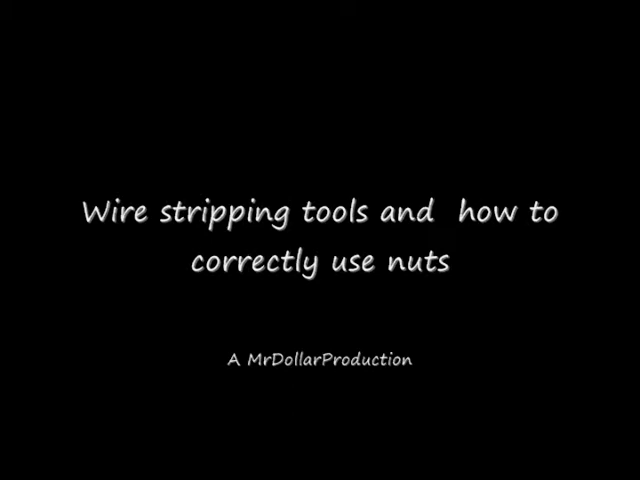 Wire stripping tools and  how to
correctly use nuts
A MrDollarProduction